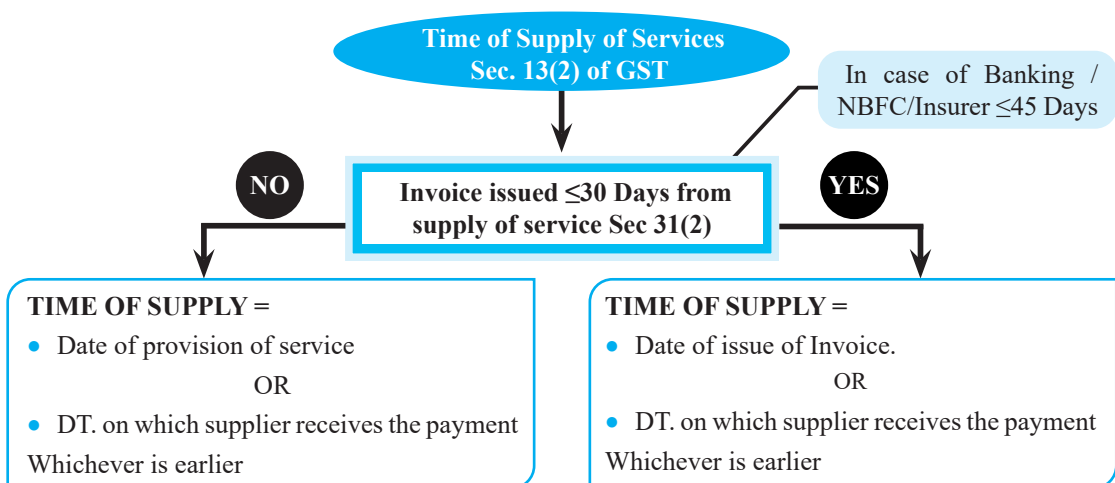 Time of Supply of Services
Sec. 13(2) of GST
In case of Banking /
NBFC/Insurer ≤45 Days
NO
Invoice issued ≤30 Days from
supply of service Sec 31(2)
YES
TIME OF SUPPLY =
● Date of provision of service
OR
● DT. on which supplier receives the payment
Whichever is earlier
TIME OF SUPPLY =
● Date of issue of Invoice.
OR
● DT. on which supplier receives the payment
Whichever is earlier